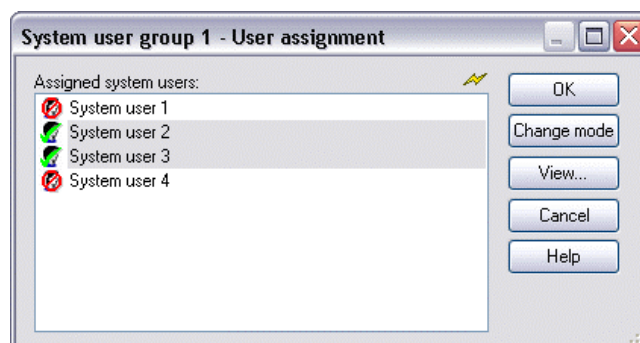 System user group 1 - User assignment
Assigned system users:
System user 1
System user 2
System user 3
System user 4
OK
Change mode
View...
Cancel
Help